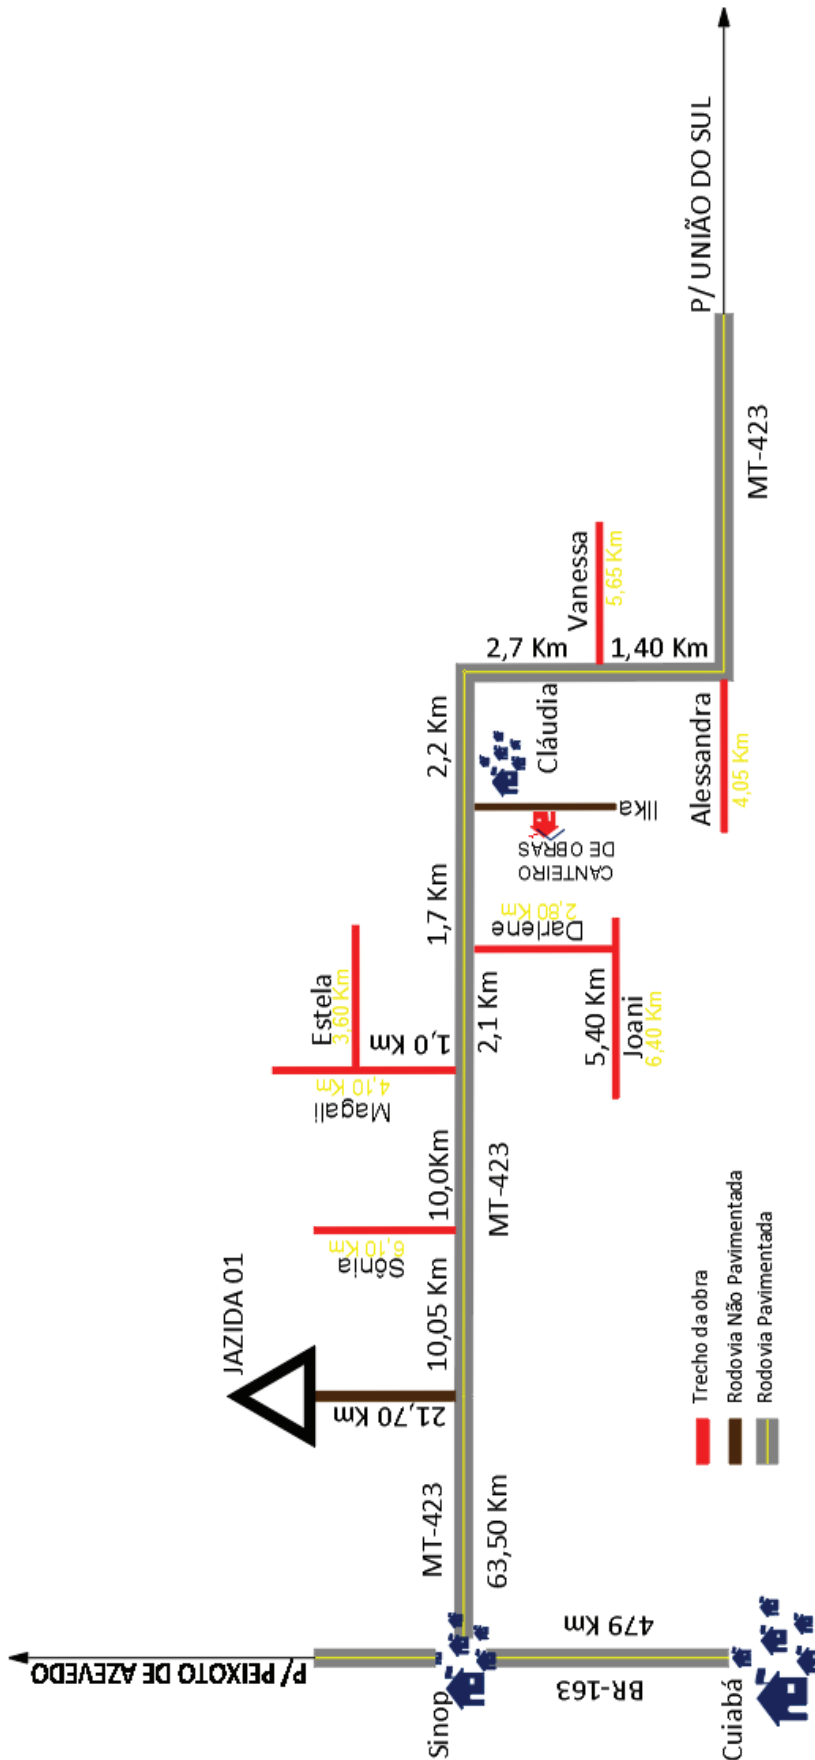 P/ PEIXOTO DE AZEVEDO
Sinop
BR-163
479 Km
Cuiabá
MT-423
63,50 Km
JAZIDA 01
21,70 Km
10,05 Km
Sônia
6,10 Km
10,0Km
MT-423
Magali
4,10 Km
Estela
3,60 Km
1,0 Km
2,1 Km
Darlene
2,80 Km
5,40 Km
Joani
6,40 Km
1,7 Km
CANTEIRO
DE OBRAS
Ilka
Cláudia
2,2 Km
2,7 Km
Vanessa
5,65 Km
1,40 Km
Alessandra
4,05 Km
MT-423
P/ UNIÃO DO SUL
Trecho da obra
Rodovia Não Pavimentada
Rodovia Pavimentada